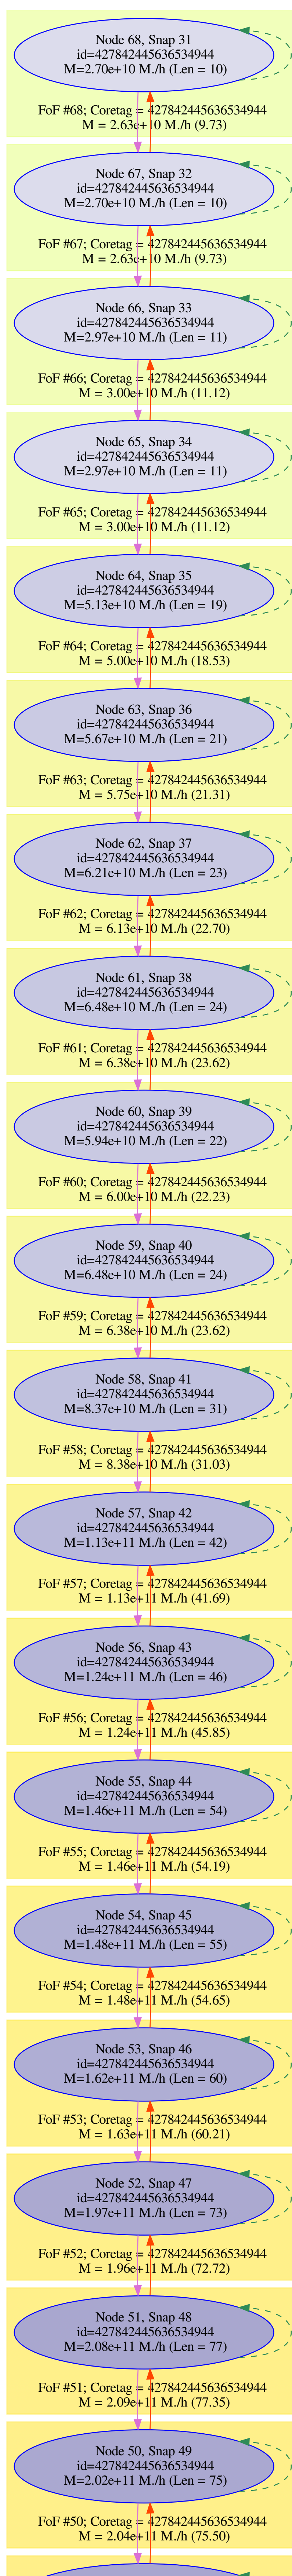 Node 68, Snap 31
id=427842445636534944
M=2.70e+10 M./h (Len = 10)
FoF #68; Coretag = 427842445636534944
M = 2.63e+10 M./h (9.73)
Node 67, Snap 32
id=427842445636534944
M=2.70e+10 M./h (Len = 10)
FoF #67; Coretag = 427842445636534944
M = 2.63e+10 M./h (9.73)
Node 66, Snap 33
id=427842445636534944
M=2.97e+10 M./h (Len = 11)
FoF #66; Coretag = 427842445636534944
M = 3.00e+10 M./h (11.12)
Node 65, Snap 34
id=427842445636534944
M=2.97e+10 M./h (Len = 11)
FoF #65; Coretag = 427842445636534944
M = 3.00e+10 M./h (11.12)
Node 64, Snap 35
id=427842445636534944
M=5.13e+10 M./h (Len = 19)
FoF #64; Coretag = 427842445636534944
M = 5.00e+10 M./h (18.53)
Node 63, Snap 36
id=427842445636534944
M=5.67e+10 M./h (Len = 21)
FoF #63; Coretag = 427842445636534944
M = 5.75e+10 M./h (21.31)
Node 62, Snap 37
id=427842445636534944
M=6.21e+10 M./h (Len = 23)
FoF #62; Coretag = 427842445636534944
M = 6.13e+10 M./h (22.70)
Node 61, Snap 38
id=427842445636534944
M=6.48e+10 M./h (Len = 24)
FoF #61; Coretag = 427842445636534944
M = 6.38e+10 M./h (23.62)
Node 60, Snap 39
id=427842445636534944
M=5.94e+10 M./h (Len = 22)
FoF #60; Coretag = 427842445636534944
M = 6.00e+10 M./h (22.23)
Node 59, Snap 40
id=427842445636534944
M=6.48e+10 M./h (Len = 24)
FoF #59; Coretag = 427842445636534944
M = 6.38e+10 M./h (23.62)
Node 58, Snap 41
id=427842445636534944
M=8.37e+10 M./h (Len = 31)
FoF #58; Coretag = 427842445636534944
M = 8.38e+10 M./h (31.03)
Node 57, Snap 42
id=427842445636534944
M=1.13e+11 M./h (Len = 42)
FoF #57; Coretag = 427842445636534944
M = 1.13e+11 M./h (41.69)
Node 56, Snap 43
id=427842445636534944
M=1.24e+11 M./h (Len = 46)
FoF #56; Coretag = 427842445636534944
M = 1.24e+11 M./h (45.85)
Node 55, Snap 44
id=427842445636534944
M=1.46e+11 M./h (Len = 54)
FoF #55; Coretag = 427842445636534944
M = 1.46e+11 M./h (54.19)
Node 54, Snap 45
id=427842445636534944
M=1.48e+11 M./h (Len = 55)
FoF #54; Coretag = 427842445636534944
M = 1.48e+11 M./h (54.65)
Node 53, Snap 46
id=427842445636534944
M=1.62e+11 M./h (Len = 60)
FoF #53; Coretag = 427842445636534944
M = 1.63e+11 M./h (60.21)
Node 52, Snap 47
id=427842445636534944
M=1.97e+11 M./h (Len = 73)
FoF #52; Coretag = 427842445636534944
M = 1.96e+11 M./h (72.72)
Node 51, Snap 48
id=427842445636534944
M=2.08e+11 M./h (Len = 77)
FoF #51; Coretag = 427842445636534944
M = 2.09e+11 M./h (77.35)
Node 50, Snap 49
id=427842445636534944
M=2.02e+11 M./h (Len = 75)
FoF #50; Coretag = 427842445636534944
M = 2.04e+11 M./h (75.50)